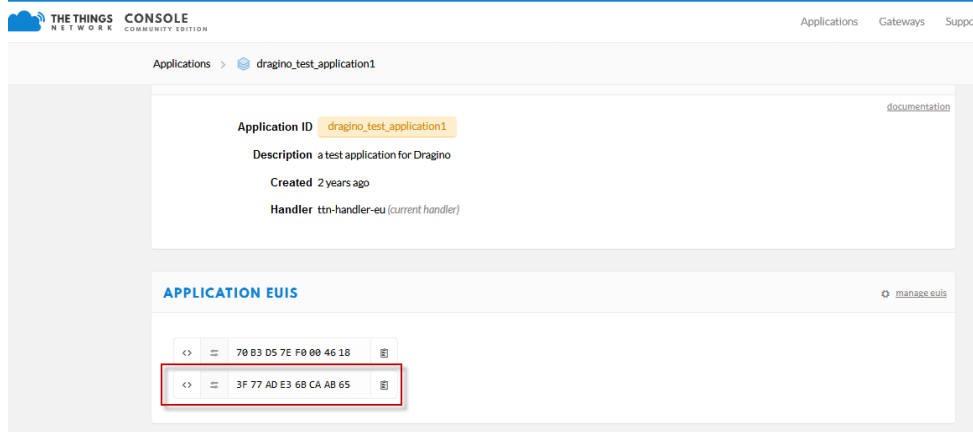 THE THINGS NETWORK CONSOLE COMMUNITY EDITION
Applications Gateways Suppo
Applications > dragino_test_application1
documentation
Application ID dragino_test_application1
Description a test application for Dragino
Created 2 years ago
Handler ttn-handler-eu (current handler)
APPLICATION EUIS
manage euis
<> 70 B3 D5 7E F0 00 46 18
<> 3F 77 AD E3 6B CA AB 65